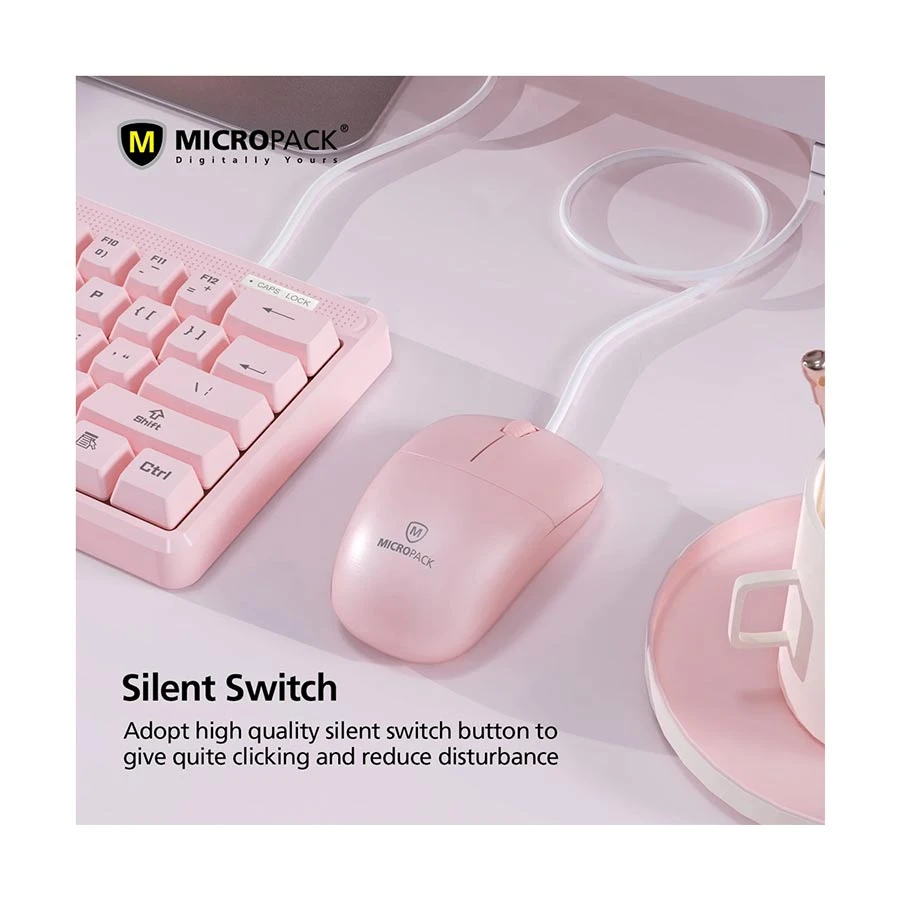 M MICROPACK®
Digitally Yours
F10
0)
F11
- _
F12
= +
CAPS LOCK
P
{ [
} ]
; 
' "
\ ¦
Shift
Ctrl
M
MICROPACK
Silent Switch
Adopt high quality silent switch button to
give quite clicking and reduce disturbance